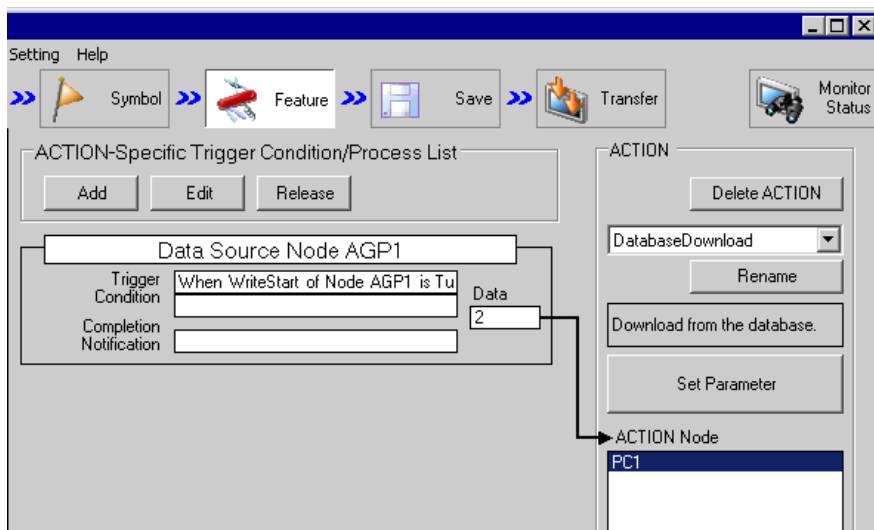 Setting Help
Symbol Feature Save Transfer Monitor
Status
ACTION-Specific Trigger Condition/Process List
Add Edit Release
Data Source Node AGP1
Trigger
Condition
When WriteStart of Node AGP1 is Tu
Data
2
Completion
Notification
ACTION
Delete ACTION
DatabaseDownload
Rename
Download from the database.
Set Parameter
ACTION Node
PC1